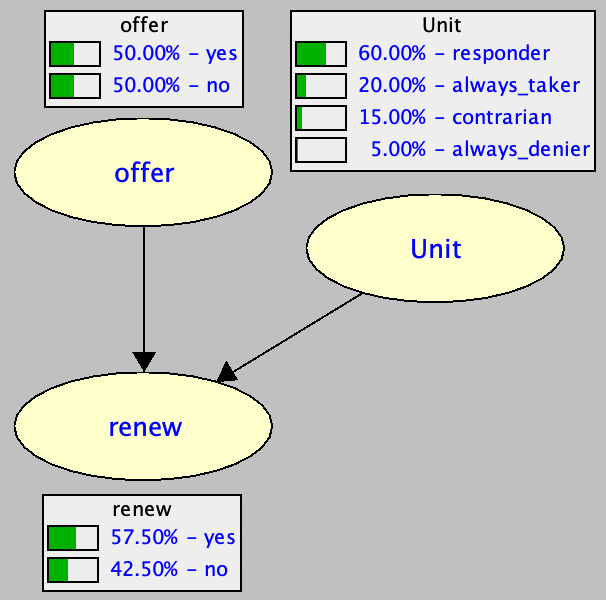 offer
50.00% – yes
50.00% – no
Unit
60.00% – responder
20.00% – always_taker
15.00% – contrarian
5.00% – always_denier
offer
Unit
renew
renew
57.50% – yes
42.50% – no